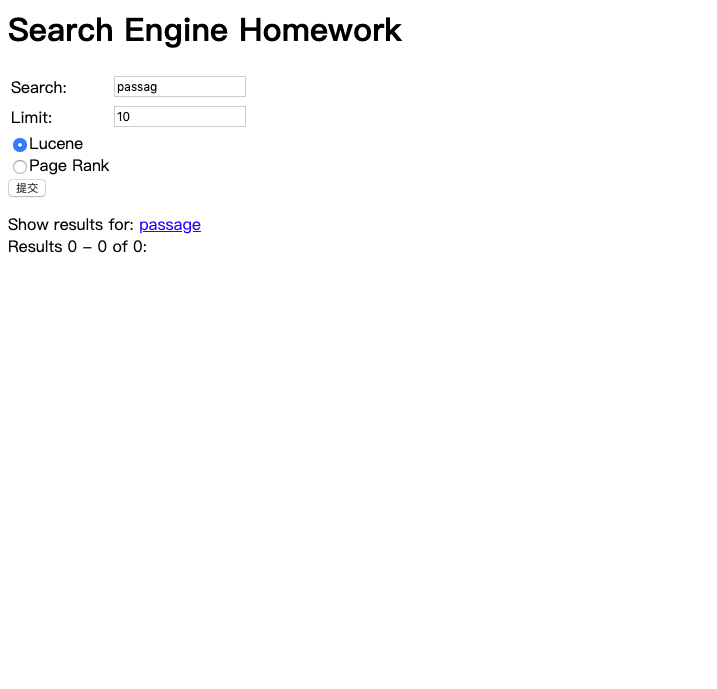 Search Engine Homework
Search: passag
Limit: 10
Lucene
Page Rank
提交
Show results for: passage
Results 0 - 0 of 0: